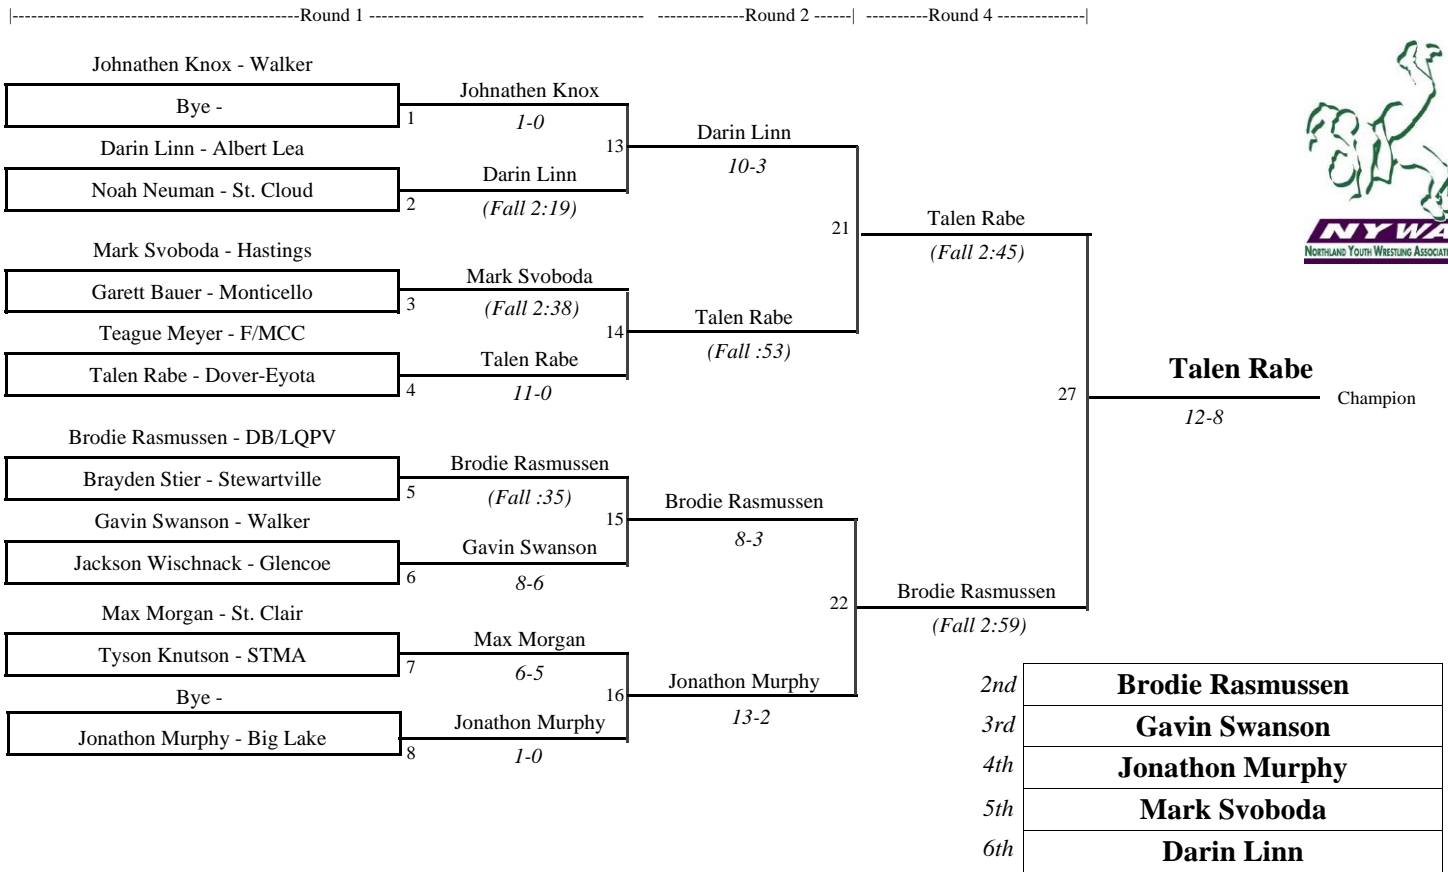 |----------------------------------------------Round 1 --------------------------------------------
--------------Round 2 ------|
----------Round 4 --------------|
Johnathen Knox - Walker
Bye -
1
Darin Linn - Albert Lea
Noah Neuman - St. Cloud
2
Mark Svoboda - Hastings
Garett Bauer - Monticello
3
Teague Meyer - F/MCC
Talen Rabe - Dover-Eyota
4
Brodie Rasmussen - DB/LQPV
Brayden Stier - Stewartville
5
Gavin Swanson - Walker
Jackson Wischnack - Glencoe
6
Max Morgan - St. Clair
Tyson Knutson - STMA
7
Bye -
Jonathon Murphy - Big Lake
8
Johnathen Knox
1-0
13
Darin Linn
(Fall 2:19)
Mark Svoboda
(Fall 2:38)
14
Talen Rabe
11-0
Brodie Rasmussen
(Fall :35)
15
Gavin Swanson
8-6
Max Morgan
6-5
16
Jonathon Murphy
1-0
Darin Linn
10-3
21
Talen Rabe
(Fall :53)
Brodie Rasmussen
8-3
22
Jonathon Murphy
13-2
Talen Rabe
(Fall 2:45)
27
Brodie Rasmussen
(Fall 2:59)
Talen Rabe
12-8
Champion
NYWA
NORTHLAND YOUTH WRESTLING
2nd Brodie Rasmussen
3rd Gavin Swanson
4th Jonathon Murphy
5th Mark Svoboda
6th Darin Linn